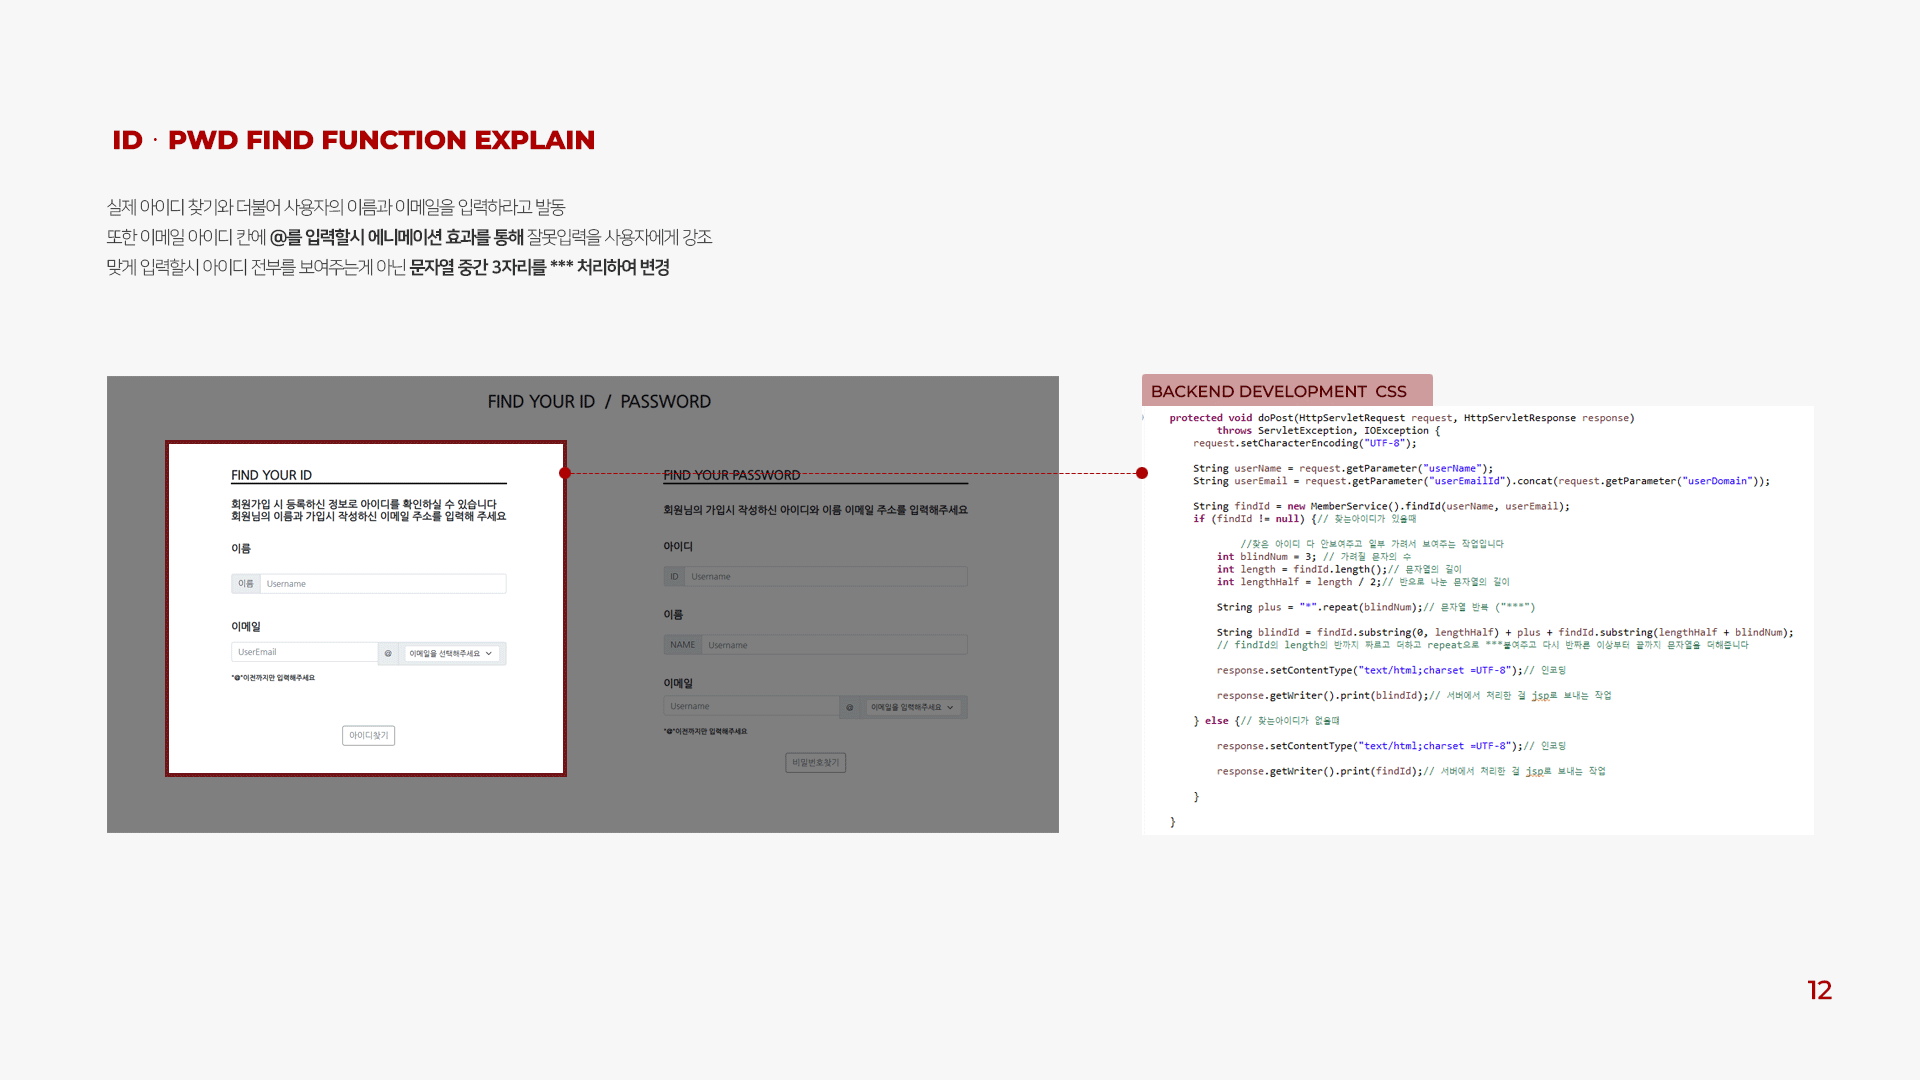 ID · PWD FIND FUNCTION EXPLAIN
실제 아이디 찾기와 더불어 사용자의 이름과 이메일을 입력하라고 발동
또한 이메일 아이디 칸에 @를 입력할시 에니메이션 효과를 통해 잘못입력을 사용자에게 강조
맞게 입력할시 아이디 전부를 보여주는게 아닌 문자열 중간 3자리를 *** 처리하여 변경
FIND YOUR ID / PASSWORD
FIND YOUR ID
회원가입 시 등록하신 정보로 아이디를 확인하실 수 있습니다
회원님의 이름과 가입시 작성하신 이메일 주소를 입력해 주세요
이름
이름 Username
이메일
UserEmail @ 이메일을 선택해주세요
"@"이전까지만 입력해주세요
아이디찾기
FIND YOUR PASSWORD
회원님의 가입시 작성하신 아이디와 이름 이메일 주소를 입력해주세요
아이디
ID Username
이름
NAME Username
이메일
Username @ 이메일을 입력해주세요
"@"이전까지만 입력해주세요
비밀번호찾기
BACKEND DEVELOPMENT CSS
protected void doPost(HttpServletRequest request, HttpServletResponse response)
throws ServletException, IOException {
request.setCharacterEncoding("UTF-8");
String userName = request.getParameter("userName");
String userEmail = request.getParameter("userEmailId").concat(request.getParameter("userDomain"));
String findId = new MemberService().findId(userName, userEmail);
if (findId != null) {// 찾는아이디가 있을때
//찾은 아이디 다 안보여주고 일부 가려서 보여주는 작업입니다
int blindNum = 3; // 가려질 문자의 수
int length = findId.length();// 문자열의 길이
int lengthHalf = length / 2;// 반으로 나눈 문자열의 길이
String plus = "*".repeat(blindNum);// 문자열 반복 ("***")
String blindId = findId.substring(0, lengthHalf) + plus + findId.substring(lengthHalf + blindNum);
// findId의 length의 반까지 짜르고 더하고 repeat으로 ***붙여주고 다시 반짜른 이상부터 끝까지 문자열을 더해줍니다
response.setContentType("text/html;charset =UTF-8");// 인코딩
response.getWriter().print(blindId);// 서버에서 처리한 걸 jsp로 보내는 작업
} else {// 찾는아이디가 없을때
response.setContentType("text/html;charset =UTF-8");// 인코딩
response.getWriter().print(findId);// 서버에서 처리한 걸 jsp로 보내는 작업
}
}
12